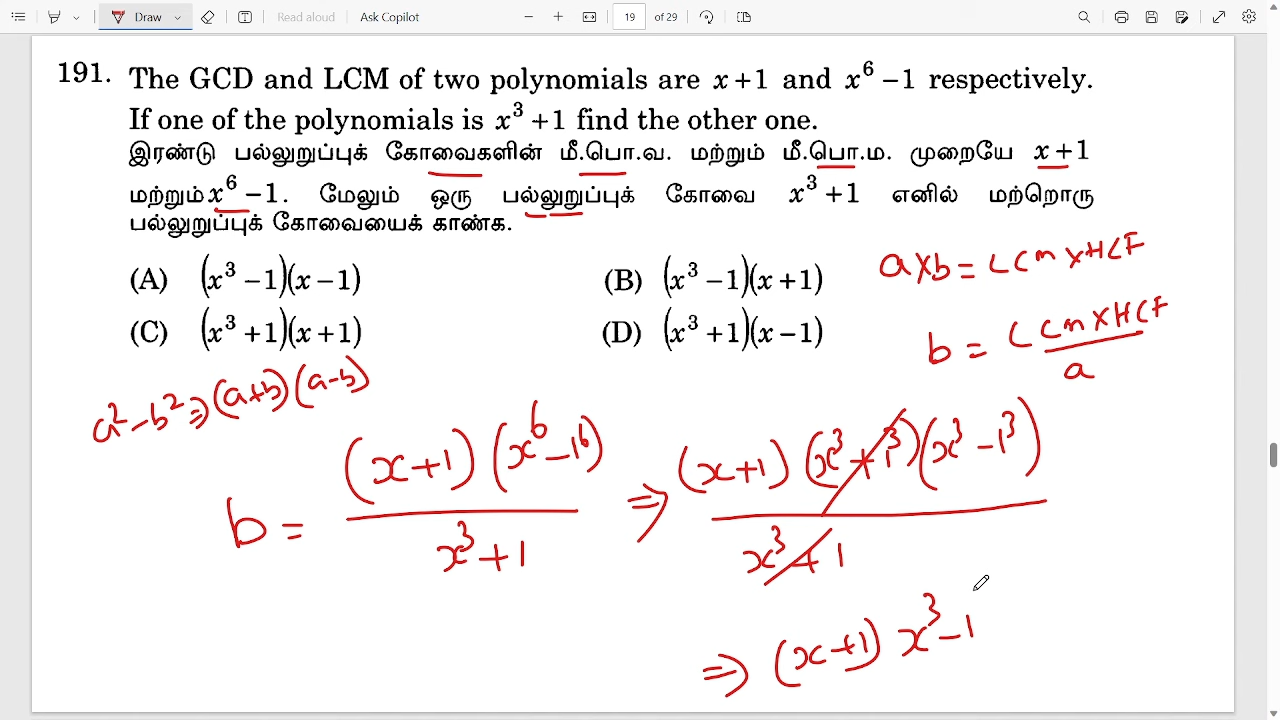 Draw
Read aloud
Ask Copilot
19
of 29
191. The GCD and LCM of two polynomials are x+1 and x⁶ −1 respectively.
If one of the polynomials is x³ +1 find the other one.
இரண்டு பல்லுறுப்புக் கோவைகளின் மீ.பொ.வ. மற்றும் மீ.பொ.ம. முறையே x+1
மற்றும் x⁶ −1. மேலும் ஒரு பல்லுறுப்புக் கோவை x³ +1 எனில் மற்றொரு
பல்லுறுப்புக் கோவையைக் காண்க.
(A) (x³ −1)(x−1)
(B) (x³ −1)(x+1)
(C) (x³ +1)(x+1)
(D) (x³ +1)(x−1)
a×b = LCM × HCF
b = LCM × HCF / a
a² − b² ⇒ (a+b)(a−b)
b = (x+1)(x⁶−1⁶) / x³+1 ⇒ (x+1)(x³+1³)(x³−1³) / x³+1
⇒ (x+1) x³−1